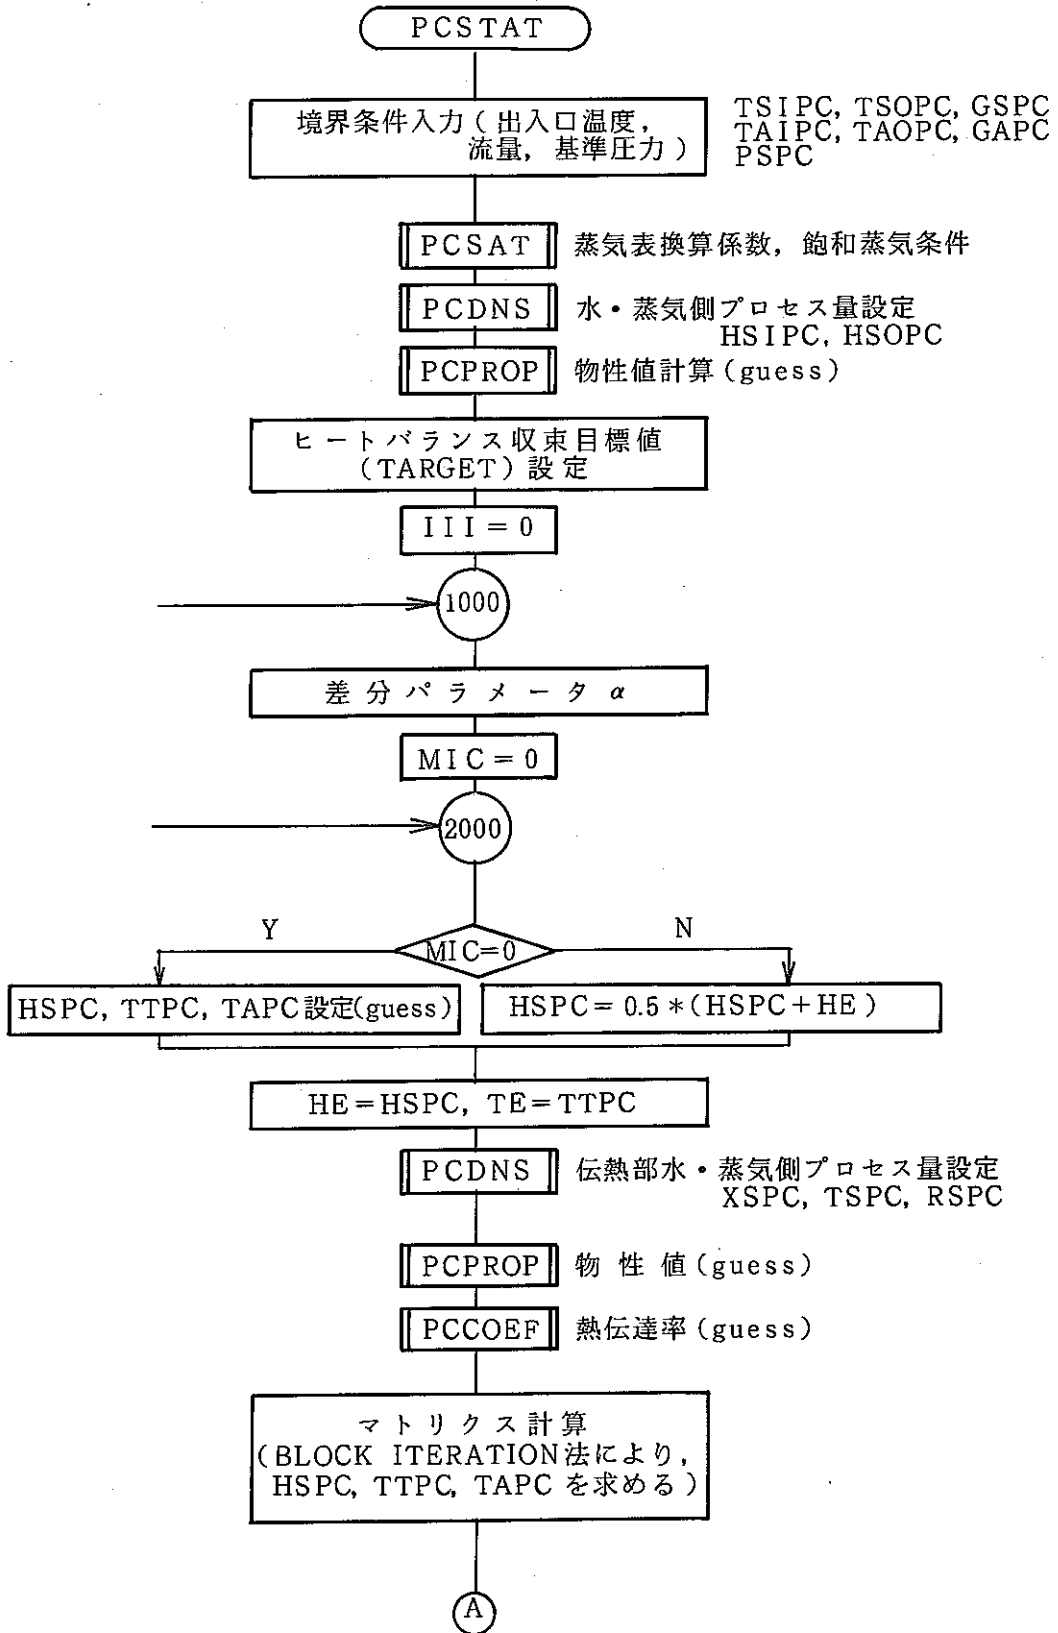 PCSTAT
境界条件入力（出入口温度，
流量，基準圧力）
TSIPC, TSOPC, GSPC
TAIPC, TAOPC, GAPC
PSPC
PCSAT
蒸気表換算係数，飽和蒸気条件
PCDNS
水・蒸気側プロセス量設定
HSIPC, HSOPC
PCPROP
物性値計算(guess)
ヒートバランス収束目標値
(TARGET) 設定
III = 0
1000
差分パラメータ α
MIC = 0
2000
Y
MIC=0
N
HSPC, TTPC, TAPC 設定(guess)
HSPC = 0.5 * (HSPC + HE)
HE = HSPC, TE = TTPC
PCDNS
伝熱部水・蒸気側プロセス量設定
XSPC, TSPC, RSPC
PCPROP
物性値(guess)
PCCOEF
熱伝達率(guess)
マトリクス計算
(BLOCK ITERATION法により，
HSPC, TTPC, TAPC を求める)
A